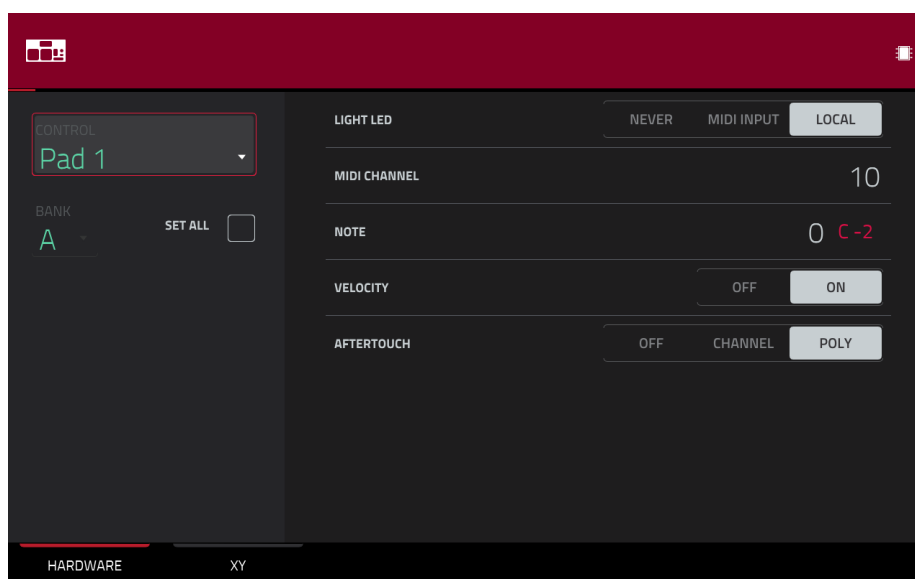 CONTROL
Pad 1
BANK
A
SET ALL
LIGHT LED NEVER MIDI INPUT LOCAL
MIDI CHANNEL 10
NOTE 0 C -2
VELOCITY OFF ON
AFTERTOUCH OFF CHANNEL POLY
HARDWARE XY